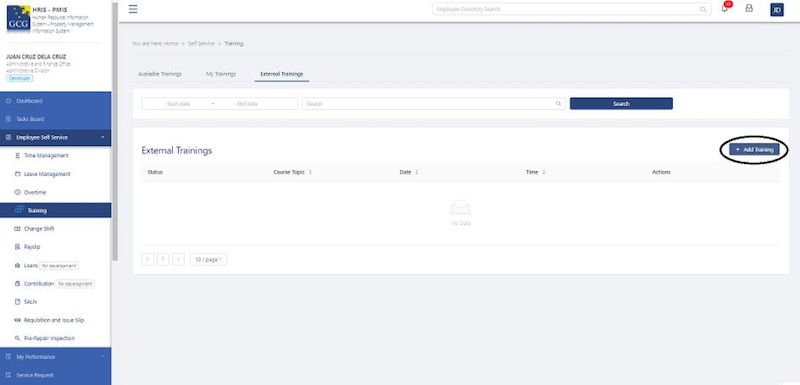 HRIS - PMIS
Human Resource Information
System - Property Management
Information System
GCG
JUAN CRUZ DELA CRUZ
Administrative and Finance Office
Administrative Division
Developer
Dashboard
Tasks Board
Employee Self Service
Time Management
Leave Management
Overtime
Training
Change Shift
Payslip
Loans for development
Contribution for development
SALN
Requisition and Issue Slip
Pre-Repair Inspection
My Performance
Service Request
Employee Directory Search
JD
You are here: Home > Self Service > Training
Available Trainings My Trainings External Trainings
Start date ~ End date Search Search
External Trainings + Add Training
Status Course Topic Date Time Actions
No Data
< > 10 / page